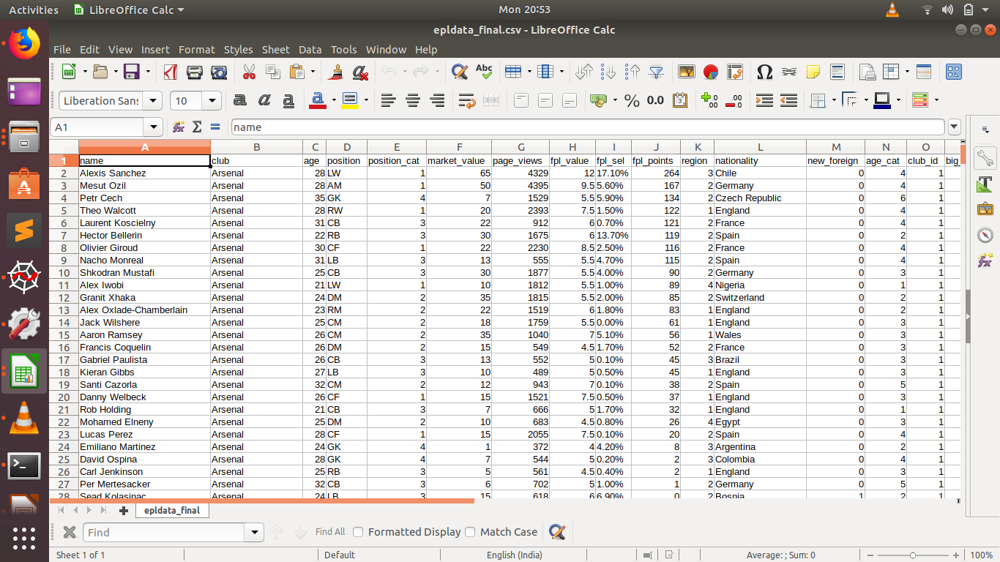 Activities LibreOffice Calc Mon 20:53
epldata_final.csv - LibreOffice Calc
File Edit View Insert Format Styles Sheet Data Tools Window Help
Liberation Sans 10
A1 name
A B C D E F G H I J K L M N O
1 name club age position position_cat market_value page_views fpl_value fpl_sel fpl_points region nationality new_foreign age_cat club_id big_
2 Alexis Sanchez Arsenal 28 LW 1 65 4329 12 17.10% 264 3 Chile 0 4 1
3 Mesut Ozil Arsenal 28 AM 1 50 4395 9.5 5.60% 167 2 Germany 0 4 1
4 Petr Cech Arsenal 35 GK 4 7 1529 5.5 5.90% 134 2 Czech Republic 0 6 1
5 Theo Walcott Arsenal 28 RW 1 20 2393 7.5 1.50% 122 1 England 0 4 1
6 Laurent Koscielny Arsenal 31 CB 3 22 912 6 0.70% 121 2 France 0 4 1
7 Hector Bellerin Arsenal 22 RB 3 30 1675 6 13.70% 119 2 Spain 0 2 1
8 Olivier Giroud Arsenal 30 CF 1 22 2230 8.5 2.50% 116 2 France 0 4 1
9 Nacho Monreal Arsenal 31 LB 3 13 555 5.5 4.70% 115 2 Spain 0 4 1
10 Shkodran Mustafi Arsenal 25 CB 3 30 1877 5.5 4.00% 90 2 Germany 0 3 1
11 Alex Iwobi Arsenal 21 LW 1 10 1812 5.5 1.00% 89 4 Nigeria 0 1 1
12 Granit Xhaka Arsenal 24 DM 2 35 1815 5.5 2.00% 85 2 Switzerland 0 2 1
13 Alex Oxlade-Chamberlain Arsenal 23 RM 2 22 1519 6 1.80% 83 1 England 0 2 1
14 Jack Wilshere Arsenal 25 CM 2 18 1759 5.5 0.00% 61 1 England 0 3 1
15 Aaron Ramsey Arsenal 26 CM 2 35 1040 7 5.10% 56 1 Wales 0 3 1
16 Francis Coquelin Arsenal 26 DM 2 15 549 4.5 1.70% 52 2 France 0 3 1
17 Gabriel Paulista Arsenal 26 CB 3 13 552 5 0.10% 45 3 Brazil 0 3 1
18 Kieran Gibbs Arsenal 27 LB 3 10 489 5 0.50% 45 1 England 0 3 1
19 Santi Cazorla Arsenal 32 CM 2 12 943 7 0.10% 38 2 Spain 0 5 1
20 Danny Welbeck Arsenal 26 CF 1 15 1521 7.5 0.50% 37 1 England 0 3 1
21 Rob Holding Arsenal 21 CB 3 7 666 5 1.70% 32 1 England 0 1 1
22 Mohamed Elneny Arsenal 25 DM 2 10 683 4.5 0.80% 26 4 Egypt 0 3 1
23 Lucas Perez Arsenal 28 CF 1 15 2055 7.5 0.10% 20 2 Spain 0 4 1
24 Emiliano Martinez Arsenal 24 GK 4 1 372 4 4.20% 8 3 Argentina 0 2 1
25 David Ospina Arsenal 28 GK 4 7 544 5 0.20% 2 3 Colombia 0 4 1
26 Carl Jenkinson Arsenal 25 RB 3 5 561 4.5 0.40% 2 1 England 0 3 1
27 Per Mertesacker Arsenal 32 CB 3 6 702 5 1.00% 1 2 Germany 0 5 1
28 Sead Kolasinac Arsenal 24 LB 3 15 618 6 6.90% 0 2 Bosnia 1 2 1
epldata_final
Find Find All Formatted Display Match Case
Sheet 1 of 1 Default English (India) Average: ; Sum: 0 100%